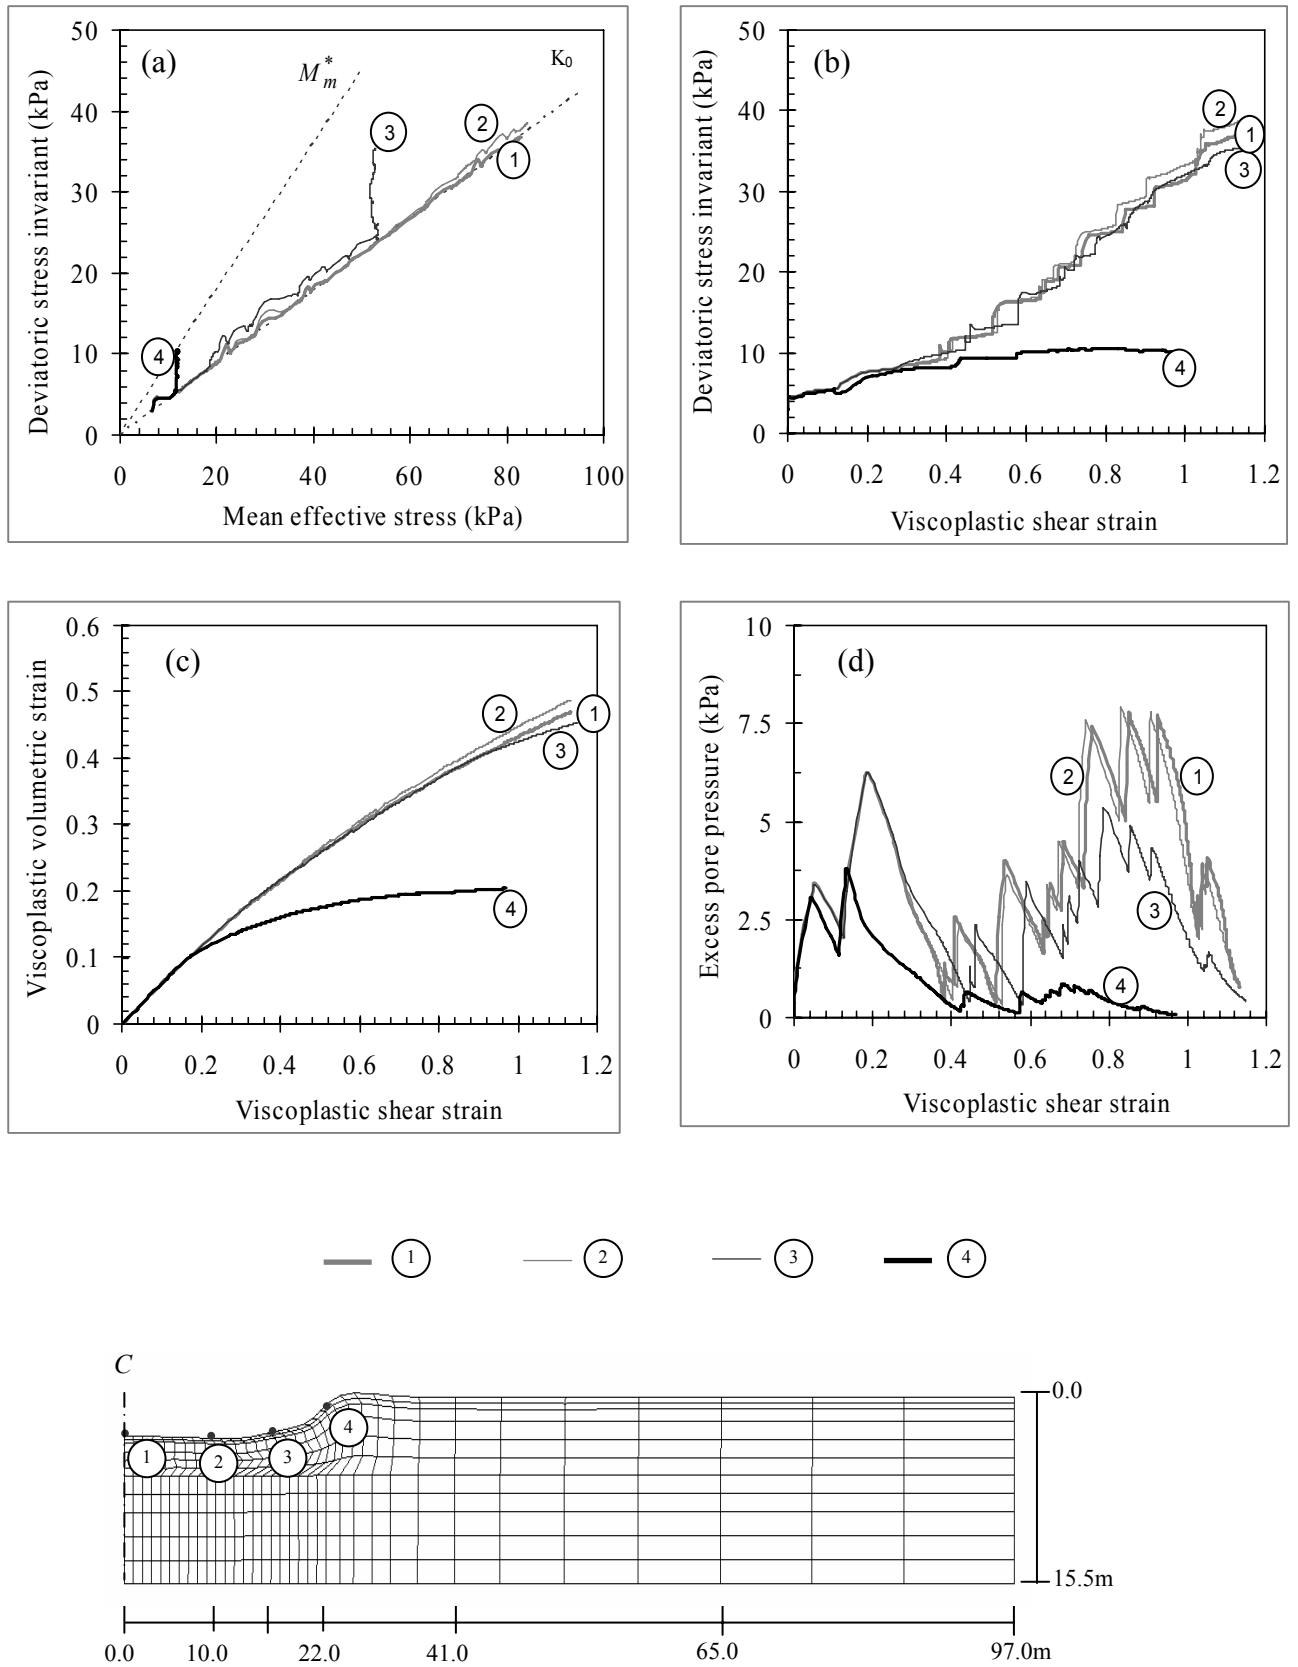 (a)
M*m
K0
3
2
1
4
50
40
30
20
10
0
0 20 40 60 80 100
Deviatoric stress invariant (kPa)
Mean effective stress (kPa)
(b)
2
1
3
4
50
40
30
20
10
0
0 0.2 0.4 0.6 0.8 1 1.2
Deviatoric stress invariant (kPa)
Viscoplastic shear strain
(c)
2
1
3
4
0.6
0.5
0.4
0.3
0.2
0.1
0
0 0.2 0.4 0.6 0.8 1 1.2
Viscoplastic volumetric strain
Viscoplastic shear strain
(d)
2
1
3
4
10
7.5
5
2.5
0
0 0.2 0.4 0.6 0.8 1 1.2
Excess pore pressure (kPa)
Viscoplastic shear strain
1 2 3 4
C
0.0
1 2 3 4
15.5m
0.0 10.0 22.0 41.0 65.0 97.0m